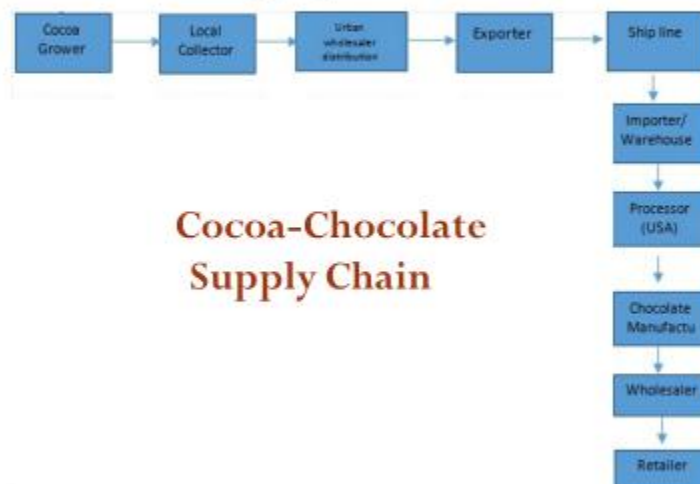 Cocoa
Grower
Local
Collector
Urban
wholesaler
distribution
Exporter
Ship line
Importer/
Warehouse
Processor
(USA)
Cocoa-Chocolate
Supply Chain
Chocolate
Manufactu
Wholesaler
Retailer